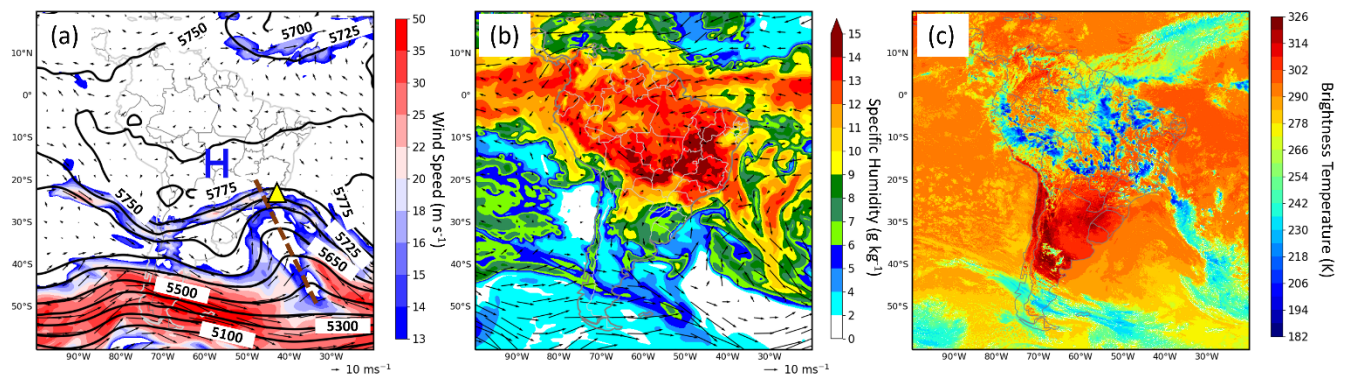 (a)
5750
5700
5725
10°N
0°
10°S
20°S
30°S
40°S
50°S
H
5750
5775
5775
5725
5650
5500
5100
5300
90°W 80°W 70°W 60°W 50°W 40°W 30°W
→ 10 ms⁻¹
50
35
30
25
22
20
18
16
14
13
Wind Speed (m s⁻¹)
(b)
10°N
0°
10°S
20°S
30°S
40°S
50°S
90°W 80°W 70°W 60°W 50°W 40°W 30°W
→ 10 ms⁻¹
15
14
13
12
11
10
9
8
7
6
5
4
2
0
Specific Humidity (g kg⁻¹)
(c)
10°N
0°
10°S
20°S
30°S
40°S
50°S
90°W 80°W 70°W 60°W 50°W 40°W 30°W
326
314
302
290
278
266
254
242
230
218
206
194
182
Brightness Temperature (K)